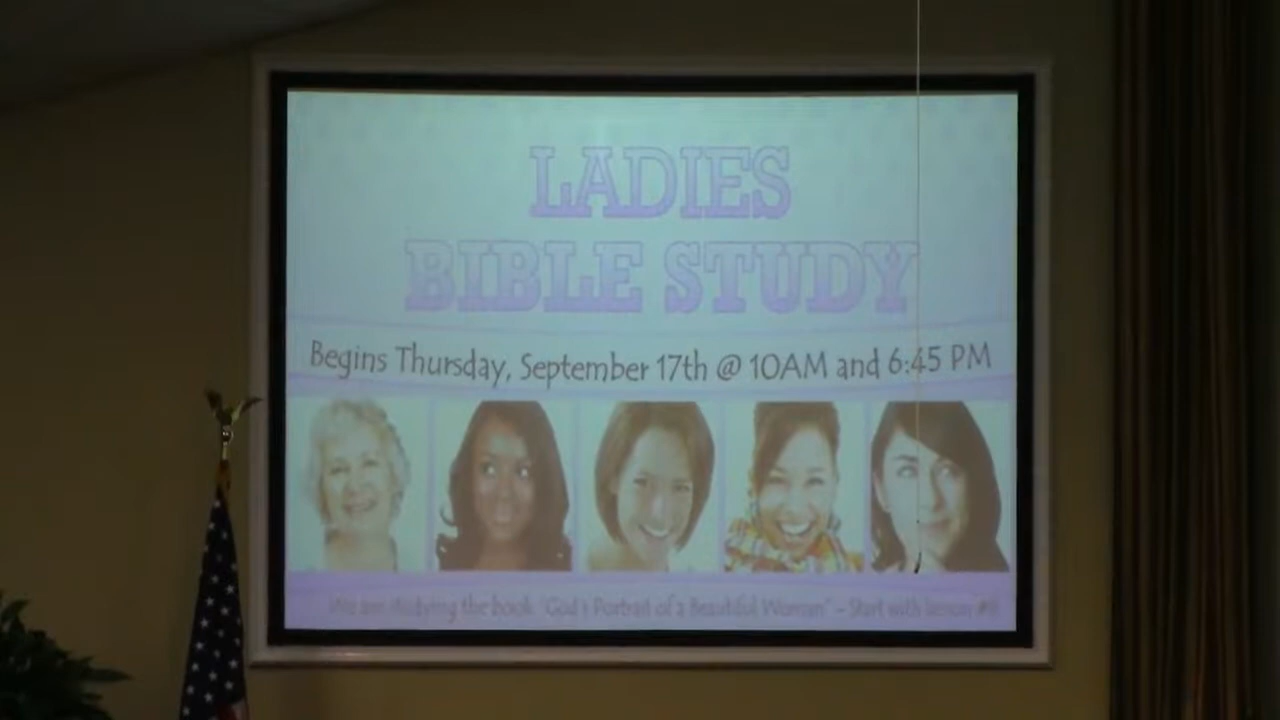 LADIES
BIBLE STUDY
Begins Thursday, September 17th @ 10AM and 6:45 PM
We are studying the book "God's Portrait of a Beautiful Woman" - Start with lesson